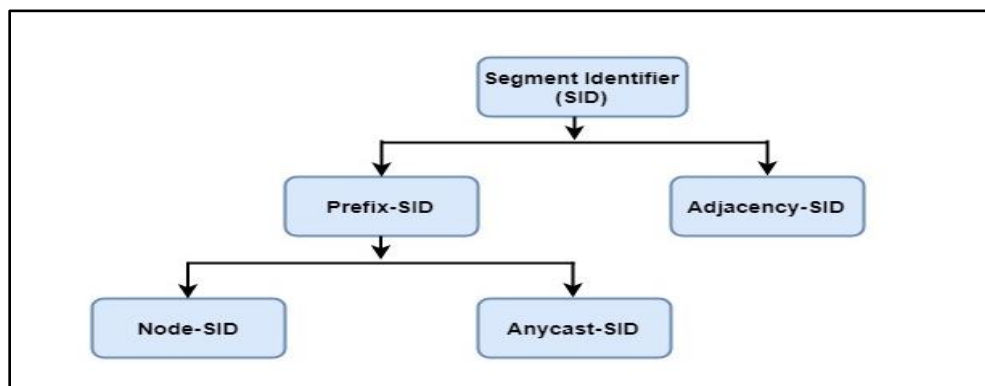 Segment Identifier
(SID)
Prefix-SID
Adjacency-SID
Node-SID
Anycast-SID